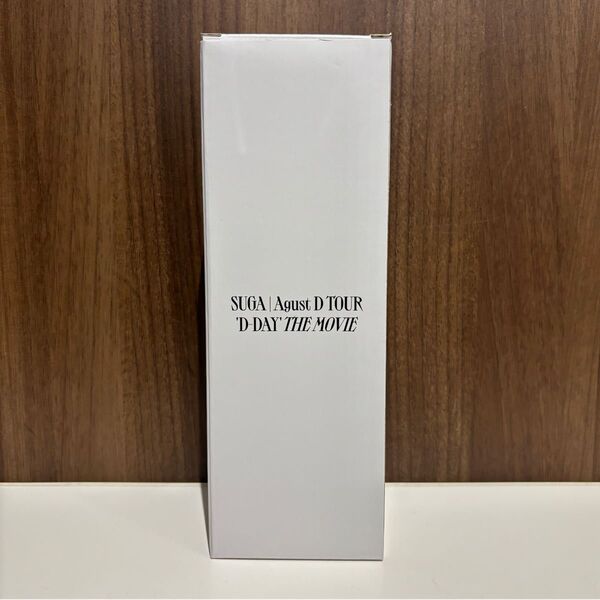 SUGA | Agust D TOUR
'D-DAY' THE MOVIE